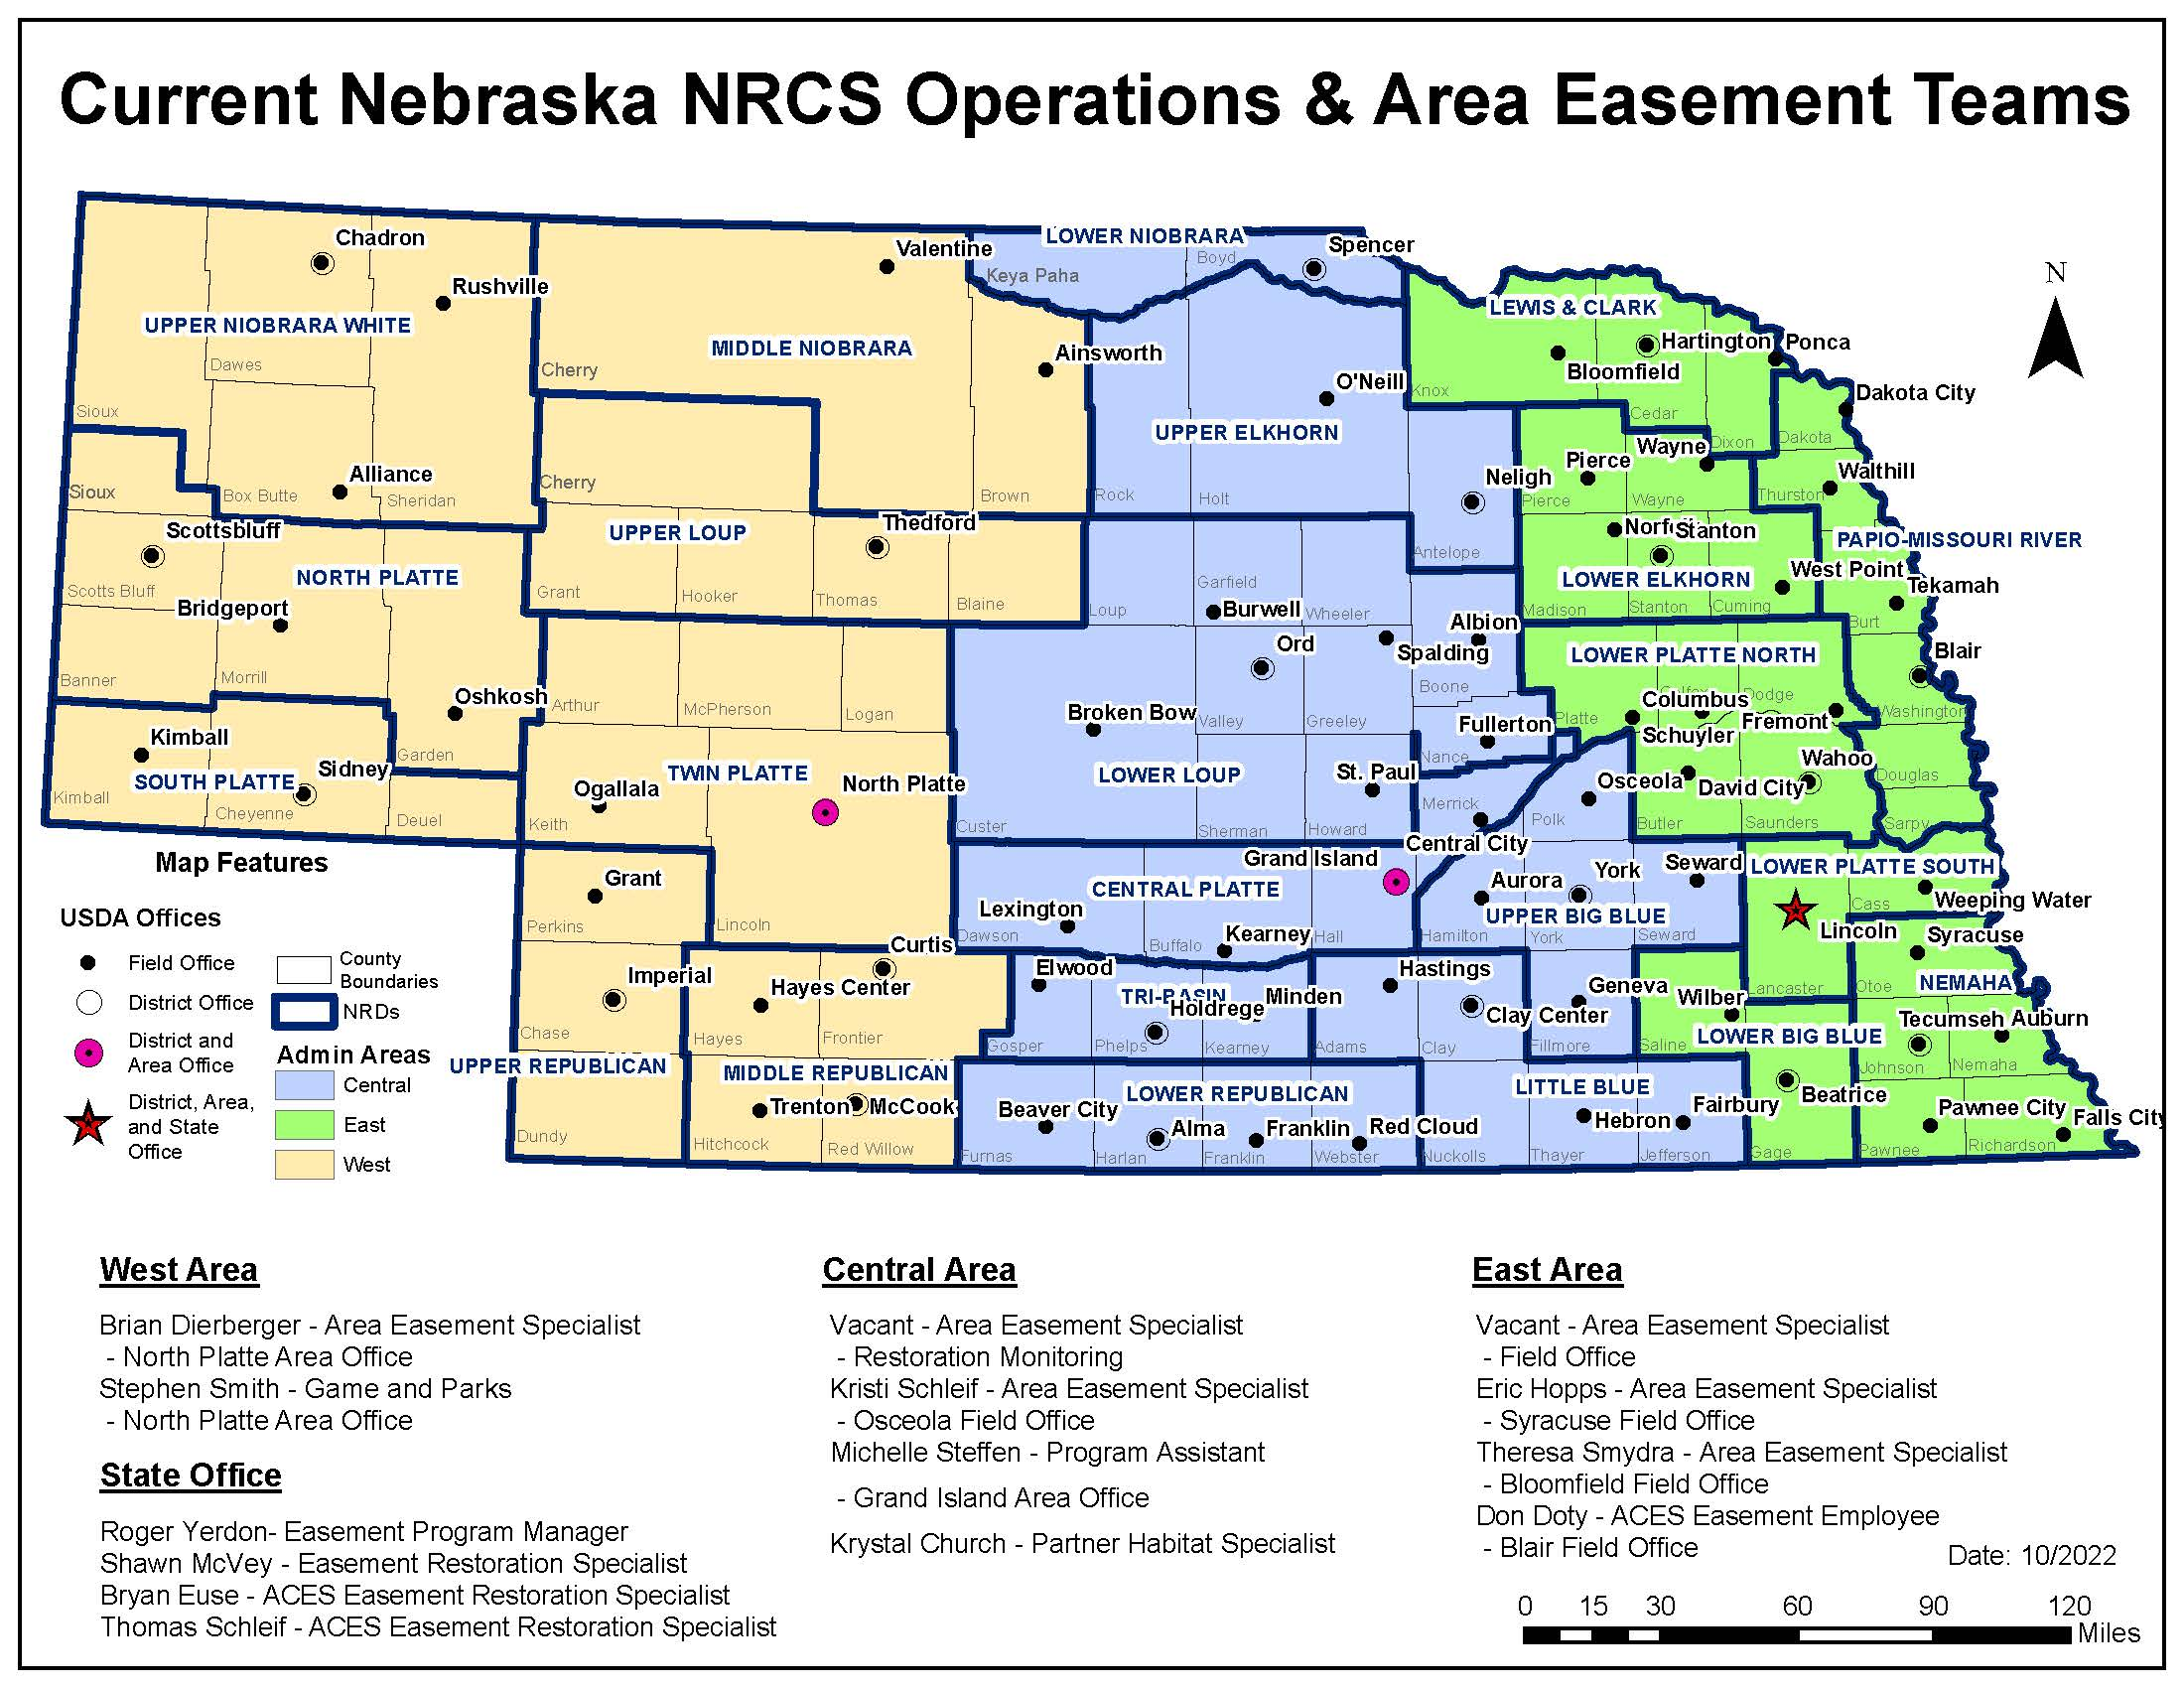 Current Nebraska NRCS Operations & Area Easement Teams
N
Chadron
Rushville
Valentine
LOWER NIOBRARA
Spencer
Boyd
Keya Paha
UPPER NIOBRARA WHITE
Dawes
MIDDLE NIOBRARA
Cherry
Ainsworth
O'Neill
UPPER ELKHORN
LEWIS & CLARK
Hartington
Ponca
Bloomfield
Knox
Cedar
Dixon
Dakota
Dakota City
Sioux
Sioux
Alliance
Box Butte
Sheridan
Cherry
Brown
Rock
Holt
Neligh
Antelope
Pierce
Pierce
Wayne
Wayne
Walthill
Thurston
Scottsbluff
Scotts Bluff
NORTH PLATTE
Bridgeport
Banner
Morrill
UPPER LOUP
Thedford
Grant
Hooker
Thomas
Blaine
Loup
Garfield
Burwell
Wheeler
Stanton
PAPIO-MISSOURI RIVER
LOWER ELKHORN
Madison
Stanton
Cuming
West Point
Tekamah
Burt
Albion
Ord
Spalding
Boone
LOWER PLATTE NORTH
Blair
Oshkosh
Garden
Arthur
McPherson
Logan
Broken Bow
Valley
Greeley
Fullerton
Nance
Platte
Columbus
Dodge
Schuyler
Fremont
Washington
Kimball
SOUTH PLATTE
Sidney
Kimball
Cheyenne
Deuel
Ogallala
TWIN PLATTE
North Platte
Keith
LOWER LOUP
Custer
Sherman
Howard
St. Paul
Merrick
Central City
Osceola
Polk
David City
Wahoo
Butler
Saunders
Douglas
Sarpy
Grant
Perkins
Lincoln
CENTRAL PLATTE
Grand Island
Lexington
Dawson
Buffalo
Kearney
Hall
Aurora
York
Seward
UPPER BIG BLUE
Hamilton
York
Seward
LOWER PLATTE SOUTH
Cass
Weeping Water
Lincoln
Syracuse
Lancaster
Otoe
NEMAHA
Imperial
Chase
Curtis
Hayes Center
Hayes
Frontier
Elwood
TRI-BASIN
Holdrege
Minden
Gosper
Phelps
Kearney
Hastings
Clay Center
Adams
Clay
Geneva
Fillmore
Wilber
Saline
LOWER BIG BLUE
Tecumseh
Auburn
Johnson
Nemaha
UPPER REPUBLICAN
Dundy
MIDDLE REPUBLICAN
Trenton
McCook
Hitchcock
Red Willow
LOWER REPUBLICAN
Beaver City
Alma
Franklin
Red Cloud
Furnas
Harlan
Franklin
Webster
LITTLE BLUE
Hebron
Fairbury
Nuckolls
Thayer
Jefferson
Beatrice
Gage
Pawnee City
Falls City
Pawnee
Richardson
Map Features
USDA Offices
Field Office
District Office
District and
Area Office
District, Area,
and State
Office
County
Boundaries
NRDs
Admin Areas
Central
East
West
West Area
Brian Dierberger - Area Easement Specialist
- North Platte Area Office
Stephen Smith - Game and Parks
- North Platte Area Office
State Office
Roger Yerdon- Easement Program Manager
Shawn McVey - Easement Restoration Specialist
Bryan Euse - ACES Easement Restoration Specialist
Thomas Schleif - ACES Easement Restoration Specialist
Central Area
Vacant - Area Easement Specialist
- Restoration Monitoring
Kristi Schleif - Area Easement Specialist
- Osceola Field Office
Michelle Steffen - Program Assistant
- Grand Island Area Office
Krystal Church - Partner Habitat Specialist
East Area
Vacant - Area Easement Specialist
- Field Office
Eric Hopps - Area Easement Specialist
- Syracuse Field Office
Theresa Smydra - Area Easement Specialist
- Bloomfield Field Office
Don Doty - ACES Easement Employee
- Blair Field Office
Date: 10/2022
0 15 30 60 90 120
Miles